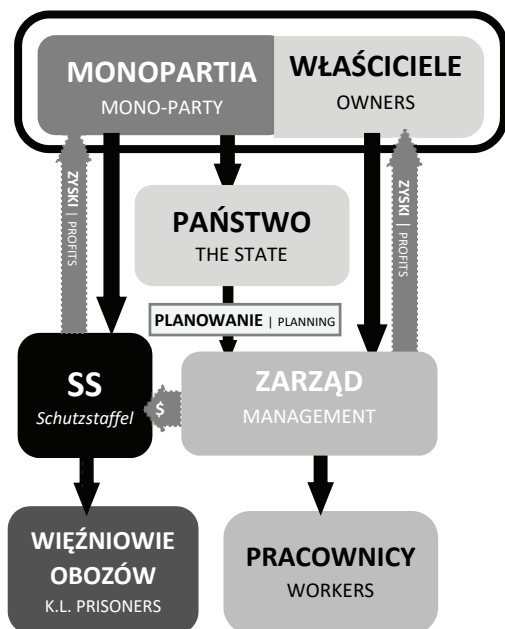 MONOPARTIA
MONO-PARTY
WŁAŚCICIELE
OWNERS
ZYSKI | PROFITS
ZYSKI | PROFITS
PAŃSTWO
THE STATE
PLANOWANIE | PLANNING
SS
Schutzstaffel
$
ZARZĄD
MANAGEMENT
WIĘŹNIOWIE
OBOZÓW
K.L. PRISONERS
PRACOWNICY
WORKERS